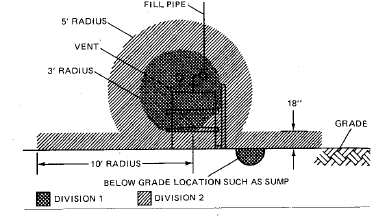 FILL PIPE
5' RADIUS
VENT
3' RADIUS
18"
GRADE
10' RADIUS
BELOW GRADE LOCATION SUCH AS SUMP
DIVISION 1
DIVISION 2